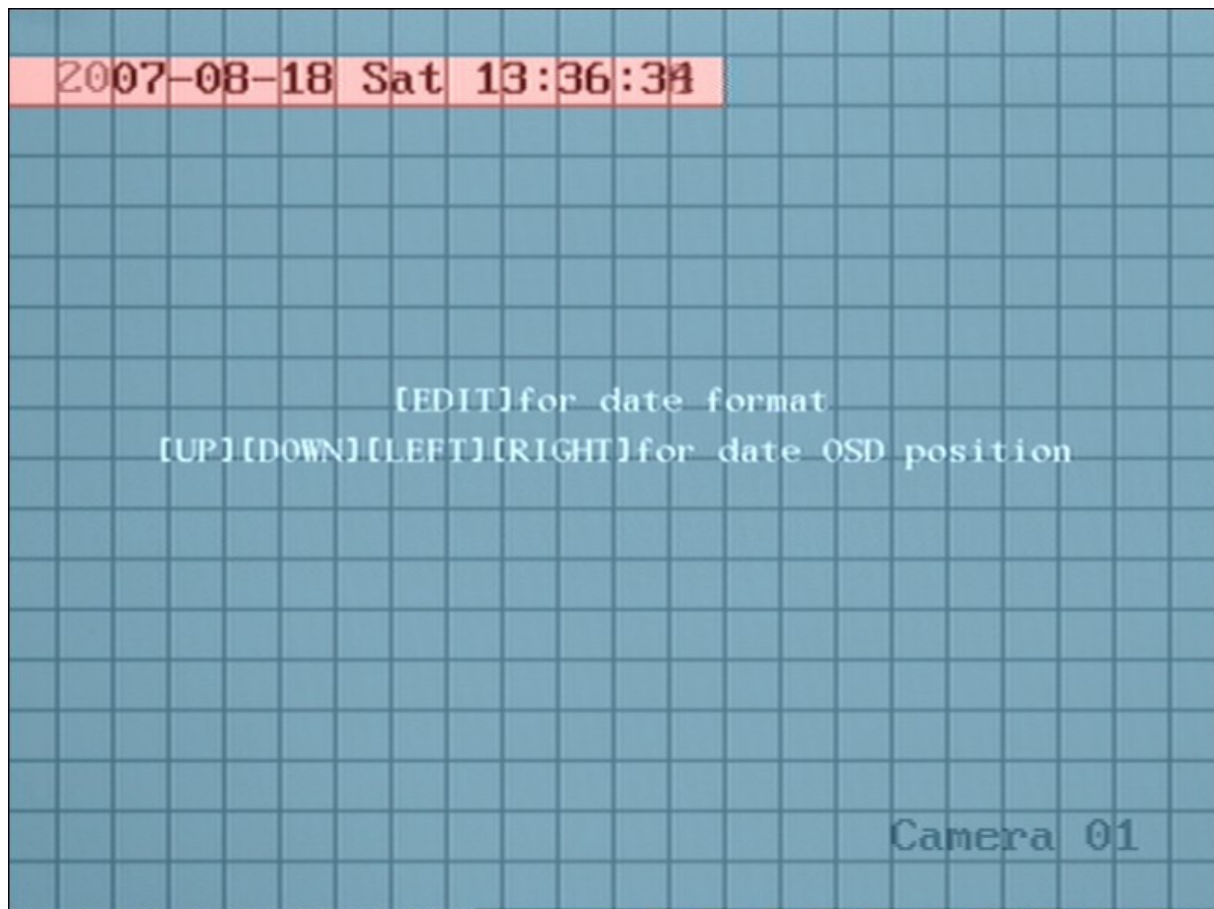 2007-08-18 Sat 13:36:34
[EDIT]for date format
[UP][DOWN][LEFT][RIGHT]for date OSD position
Camera 01